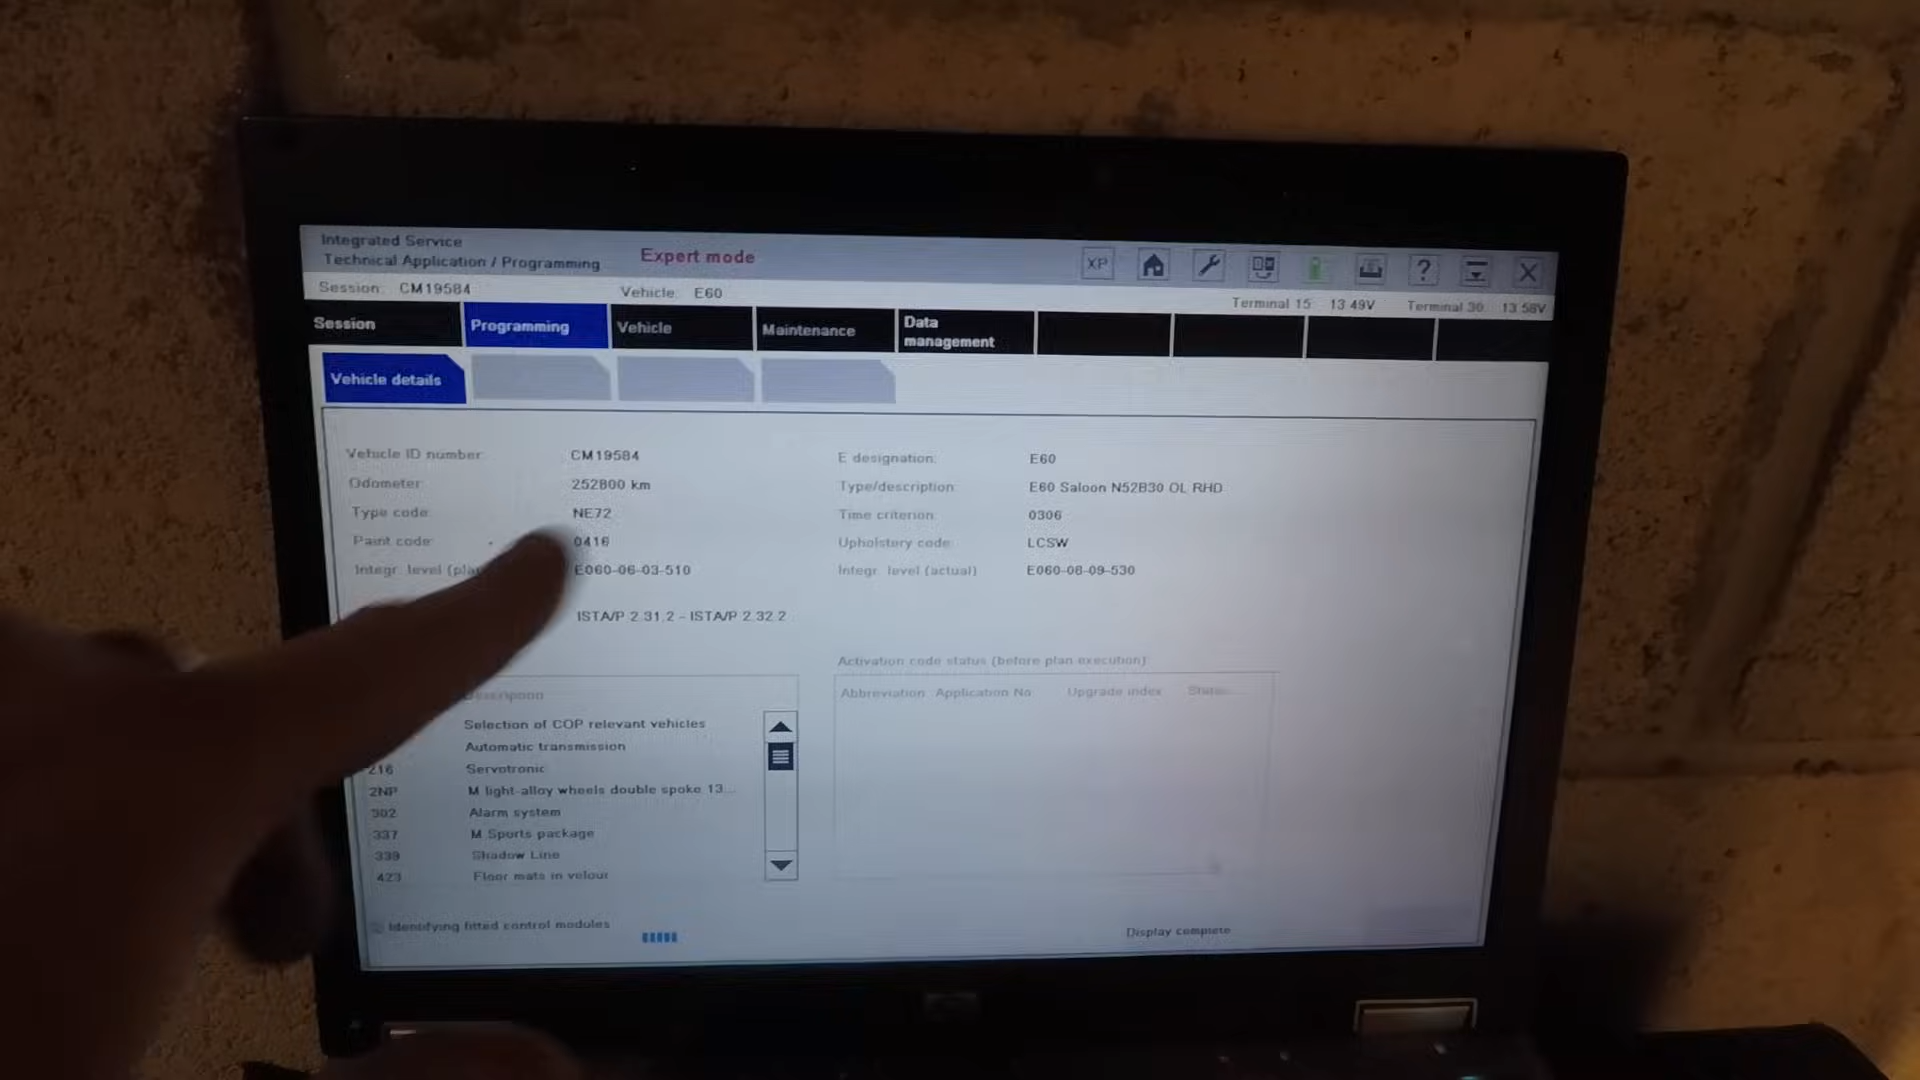 Integrated Service
Technical Application / Programming
Expert mode
XP
?
Session: CM19584
Vehicle: E60
Terminal 15 13.49V Terminal 30 13.58V
Session
Programming
Vehicle
Maintenance
Data
management
Vehicle details
Vehicle ID number: CM19584
E designation: E60
Odometer: 252800 km
Type/description: E60 Saloon N52B30 OL RHD
Type code: NE72
Time criterion: 0306
Paint code: 0416
Upholstery code: LCSW
Integr. level E060-06-03-510
Integr. level (actual) E060-08-09-530
ISTA/P 2.31.2 - ISTA/P 2.32.2
Activation code status (before plan execution)
Description
Abbreviation Application No. Upgrade index
Selection of COP relevant vehicles
Automatic transmission
216 Servotronic
2NP M light-alloy wheels double spoke 13...
302 Alarm system
337 M Sports package
339 Shadow Line
423 Floor mats in velour
Identifying fitted control modules
Display complete